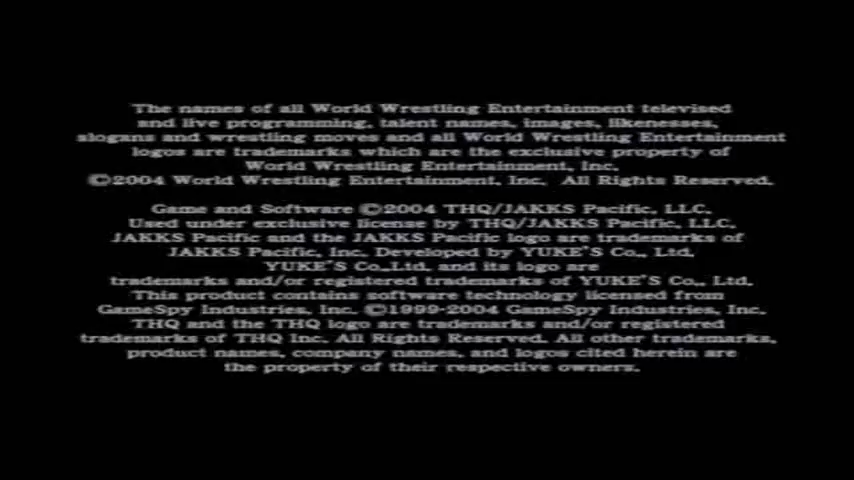 The names of all World Wrestling Entertainment televised
and live programming, talent names, images, likenesses,
slogans and wrestling moves and all World Wrestling Entertainment
logos are trademarks which are the exclusive property of
World Wrestling Entertainment, Inc.
©2004 World Wrestling Entertainment, Inc. All Rights Reserved.
Game and Software ©2004 THQ/JAKKS Pacific, LLC.
Used under exclusive license by THQ/JAKKS Pacific, LLC.
JAKKS Pacific and the JAKKS Pacific logo are trademarks of
JAKKS Pacific, Inc. Developed by YUKE'S Co., Ltd.
YUKE'S Co.,Ltd. and its logo are
trademarks and/or registered trademarks of YUKE'S Co., Ltd.
This product contains software technology licensed from
GameSpy Industries, Inc. ©1999-2004 GameSpy Industries, Inc.
THQ and the THQ logo are trademarks and/or registered
trademarks of THQ Inc. All Rights Reserved. All other trademarks,
product names, company names, and logos cited herein are
the property of their respective owners.